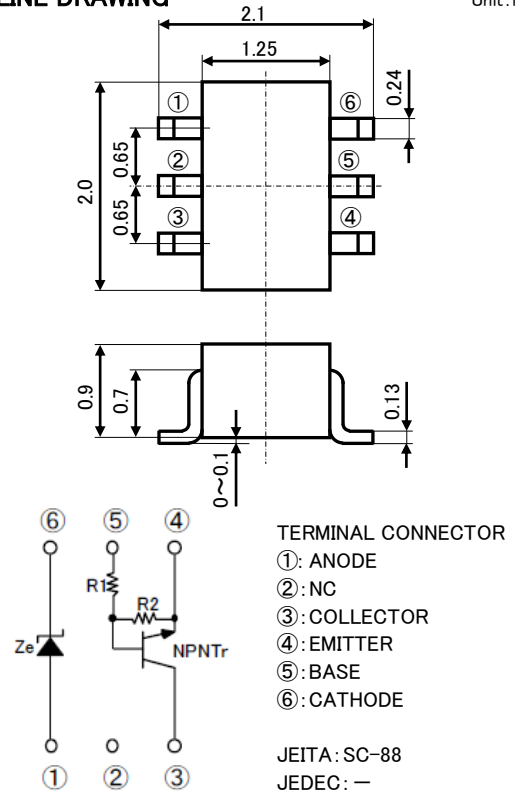 LINE DRAWING
2.1
1.25
① ⑥
0.24
0.65
② ⑤
2.0
0.65
③ ④
0.9
0.7
0.13
0~0.1
⑥ ⑤ ④
R1
R2
Ze
NPNTr
① ② ③
TERMINAL CONNECTOR
①: ANODE
②: NC
③: COLLECTOR
④: EMITTER
⑤: BASE
⑥: CATHODE
JEITA: SC-88
JEDEC: —